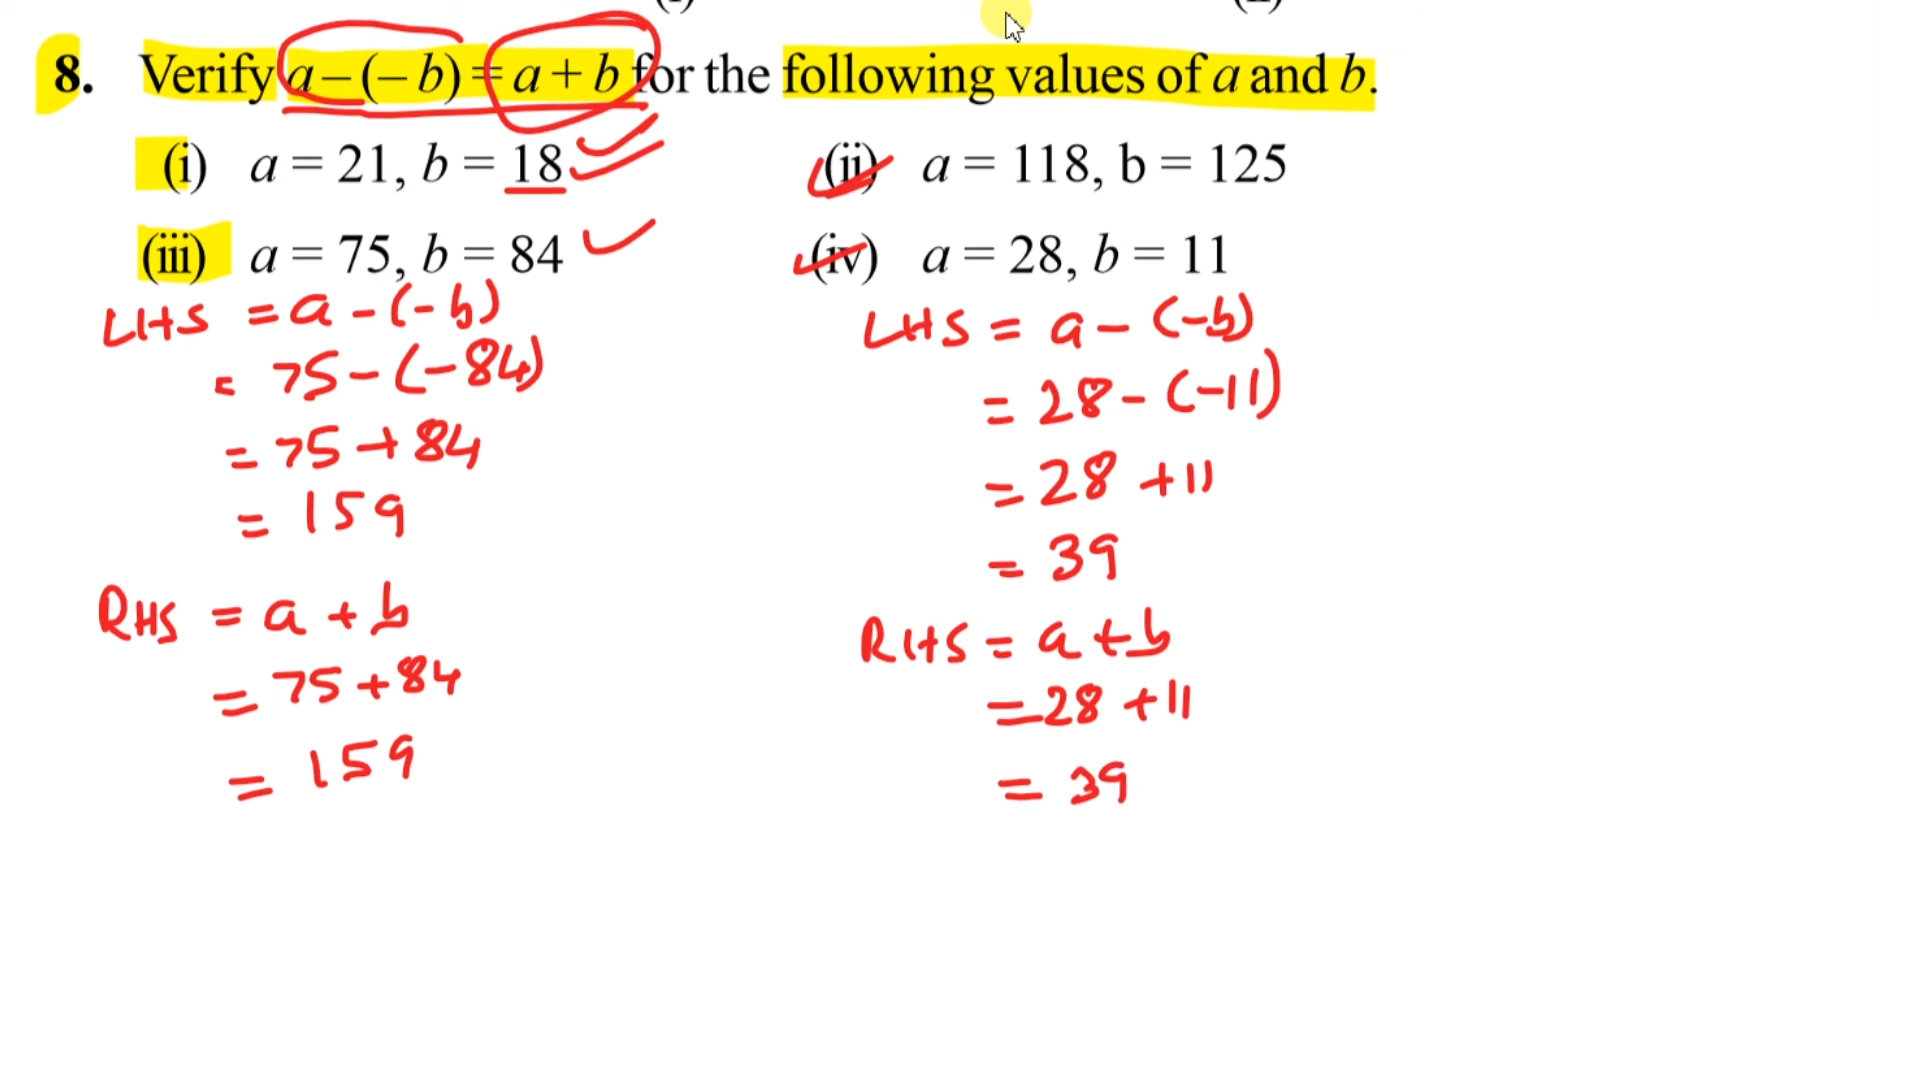 8. Verify a – (– b) = a + b for the following values of a and b.
(i) a = 21, b = 18
(ii) a = 118, b = 125
(iii) a = 75, b = 84
(iv) a = 28, b = 11
LHS = a - (-b)
= 75 - (-84)
= 75 + 84
= 159
RHS = a + b
= 75 + 84
= 159
LHS = a - (-b)
= 28 - (-11)
= 28 + 11
= 39
RHS = a + b
= 28 + 11
= 39